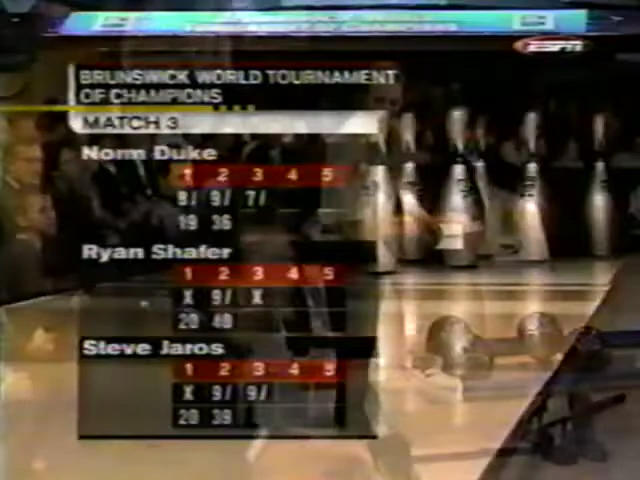 ESPN
BRUNSWICK WORLD TOURNAMENT
OF CHAMPIONS
MATCH 3
Norm Duke
1 2 3 4 5
8/ 9/ 7/
19 36
Ryan Shafer
1 2 3 4 5
X 9/ X
20 40
Steve Jaros
1 2 3 4 5
X 9/ 9/
20 39